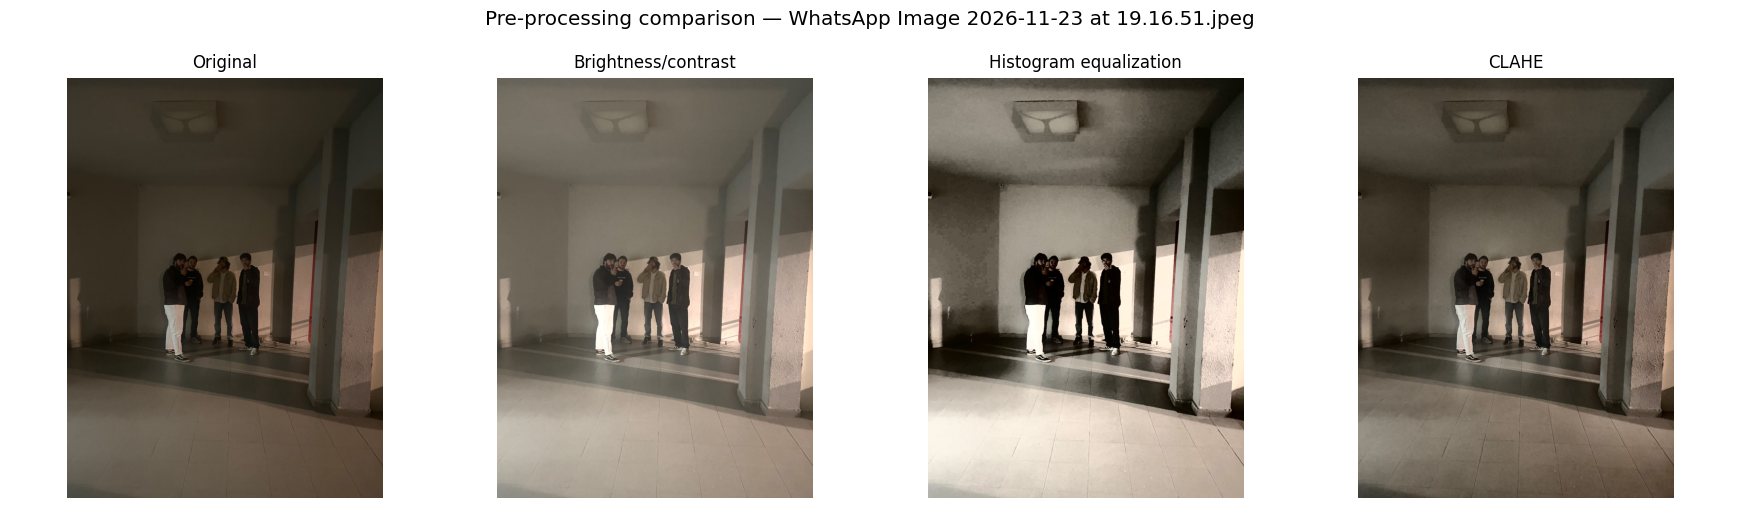 Pre-processing comparison — WhatsApp Image 2026-11-23 at 19.16.51.jpeg
Original
Brightness/contrast
Histogram equalization
CLAHE